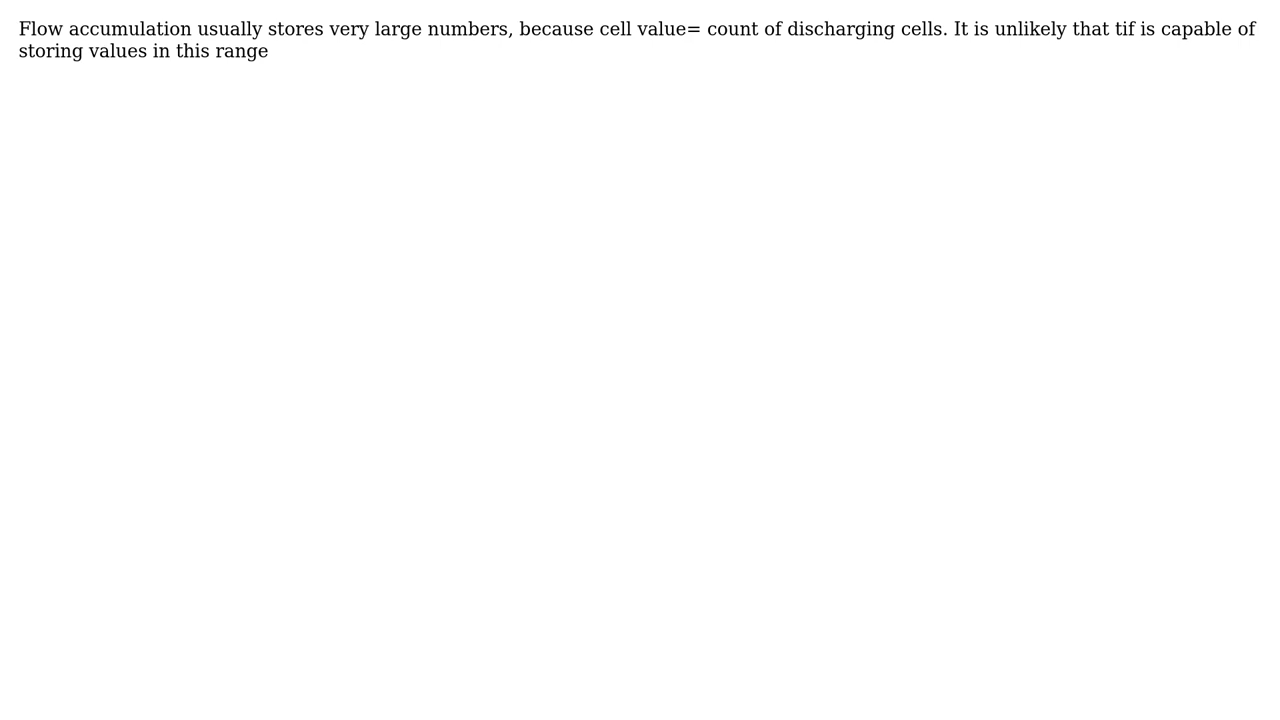 Flow accumulation usually stores very large numbers, because cell value= count of discharging cells. It is unlikely that tif is capable of
storing values in this range